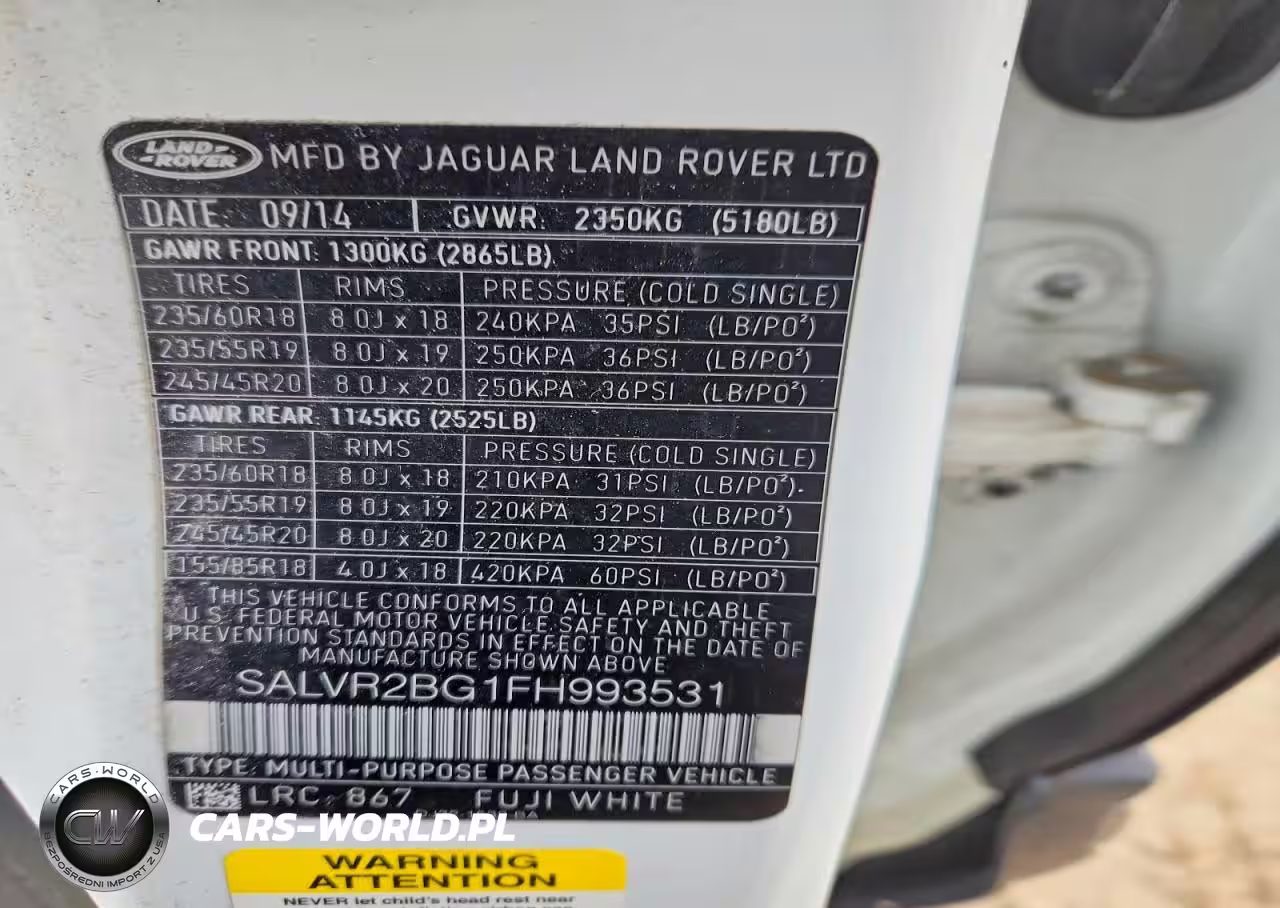 LAND ROVER MFD BY JAGUAR LAND ROVER LTD
DATE: 09/14 GVWR: 2350KG (5180LB)
GAWR FRONT: 1300KG (2865LB)
TIRES RIMS PRESSURE (COLD SINGLE)
235/60R18 8.0J x 18 240KPA 35PSI (LB/PO²)
235/55R19 8.0J x 19 250KPA 36PSI (LB/PO²)
245/45R20 8.0J x 20 250KPA 36PSI (LB/PO²)
GAWR REAR: 1145KG (2525LB)
TIRES RIMS PRESSURE (COLD SINGLE)
235/60R18 8.0J x 18 210KPA 31PSI (LB/PO²)
235/55R19 8.0J x 19 220KPA 32PSI (LB/PO²)
245/45R20 8.0J x 20 220KPA 32PSI (LB/PO²)
155/85R18 4.0J x 18 420KPA 60PSI (LB/PO²)
THIS VEHICLE CONFORMS TO ALL APPLICABLE
U.S. FEDERAL MOTOR VEHICLE SAFETY AND THEFT
PREVENTION STANDARDS IN EFFECT ON THE DATE OF
MANUFACTURE SHOWN ABOVE
SALVR2BG1FH993531
TYPE: MULTI-PURPOSE PASSENGER VEHICLE
LRC: 867 FUJI WHITE
CARS-WORLD
CW
BEZPOŚREDNI IMPORT Z USA
CARS-WORLD.PL
WARNING
ATTENTION
NEVER let child's head rest near